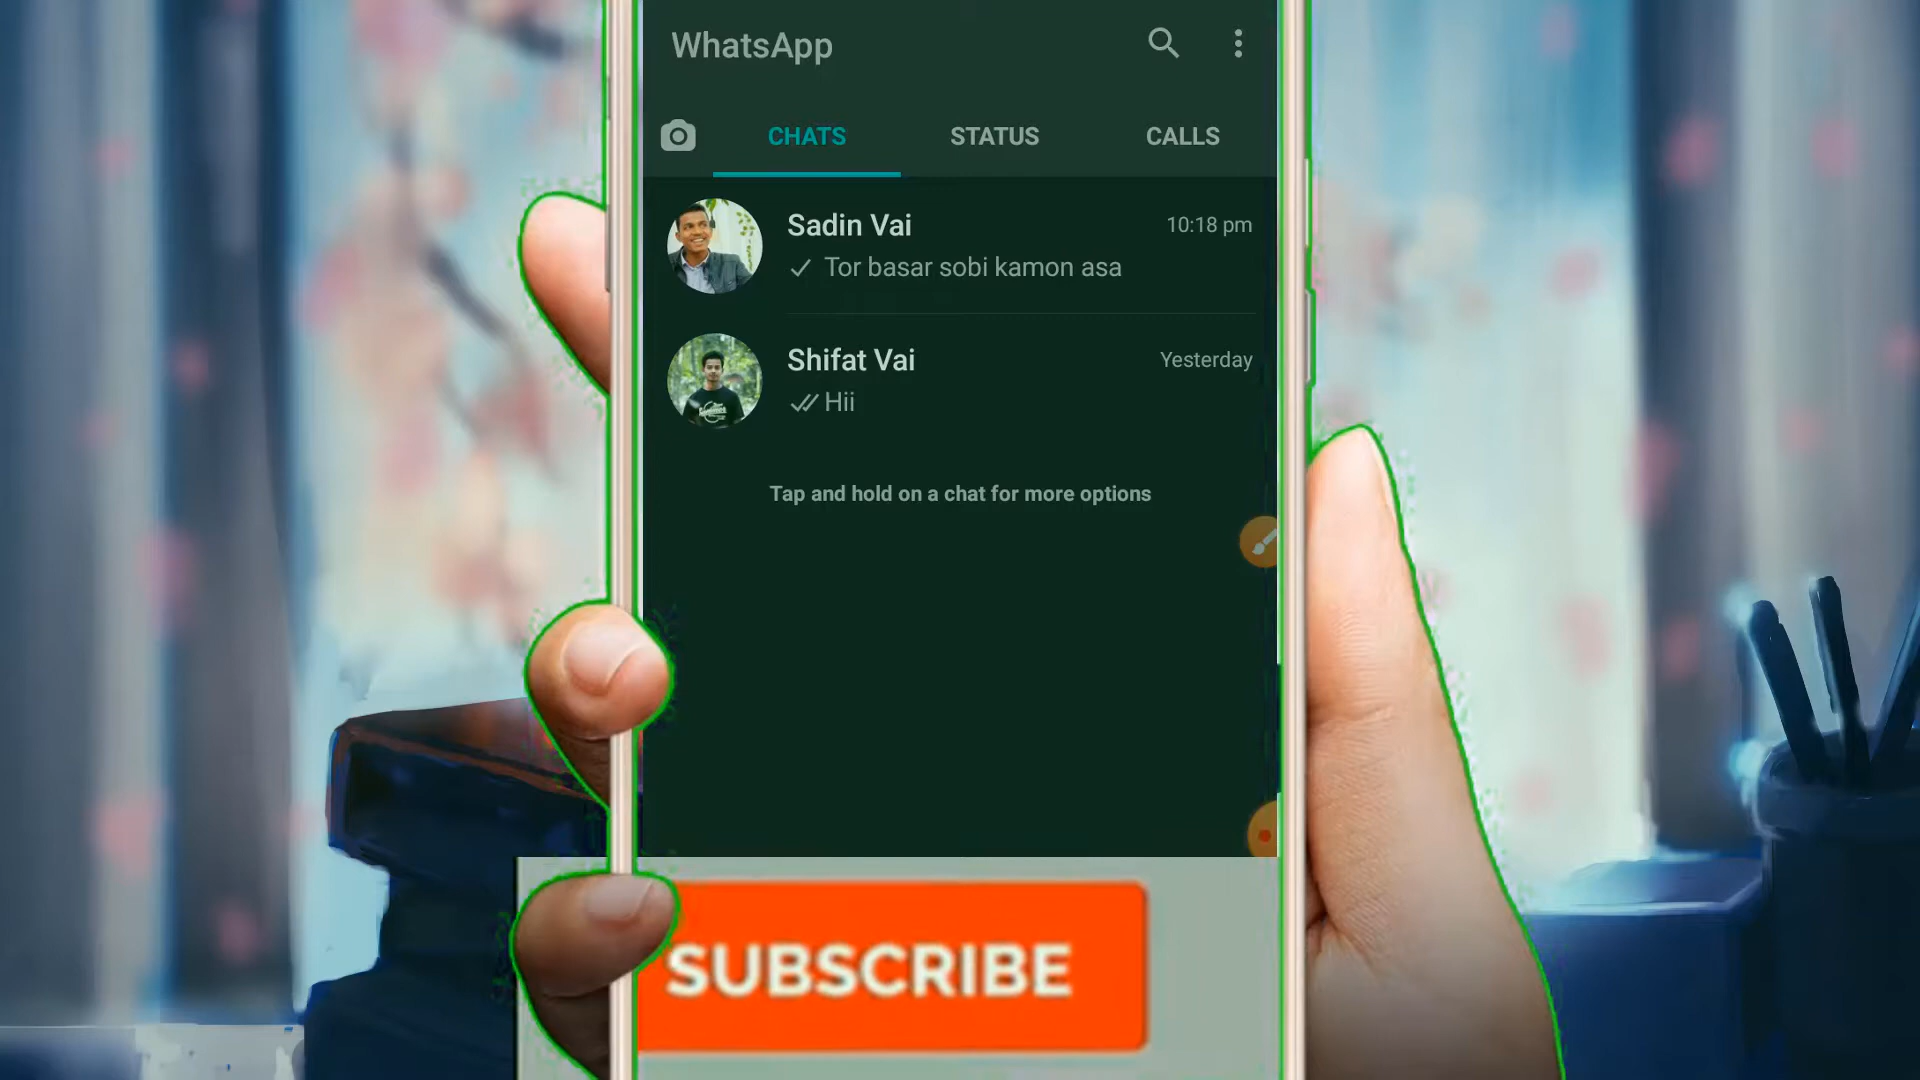 WhatsApp
CHATS STATUS CALLS
Sadin Vai 10:18 pm
Tor basar sobi kamon asa
Shifat Vai Yesterday
Hii
Tap and hold on a chat for more options
SUBSCRIBE